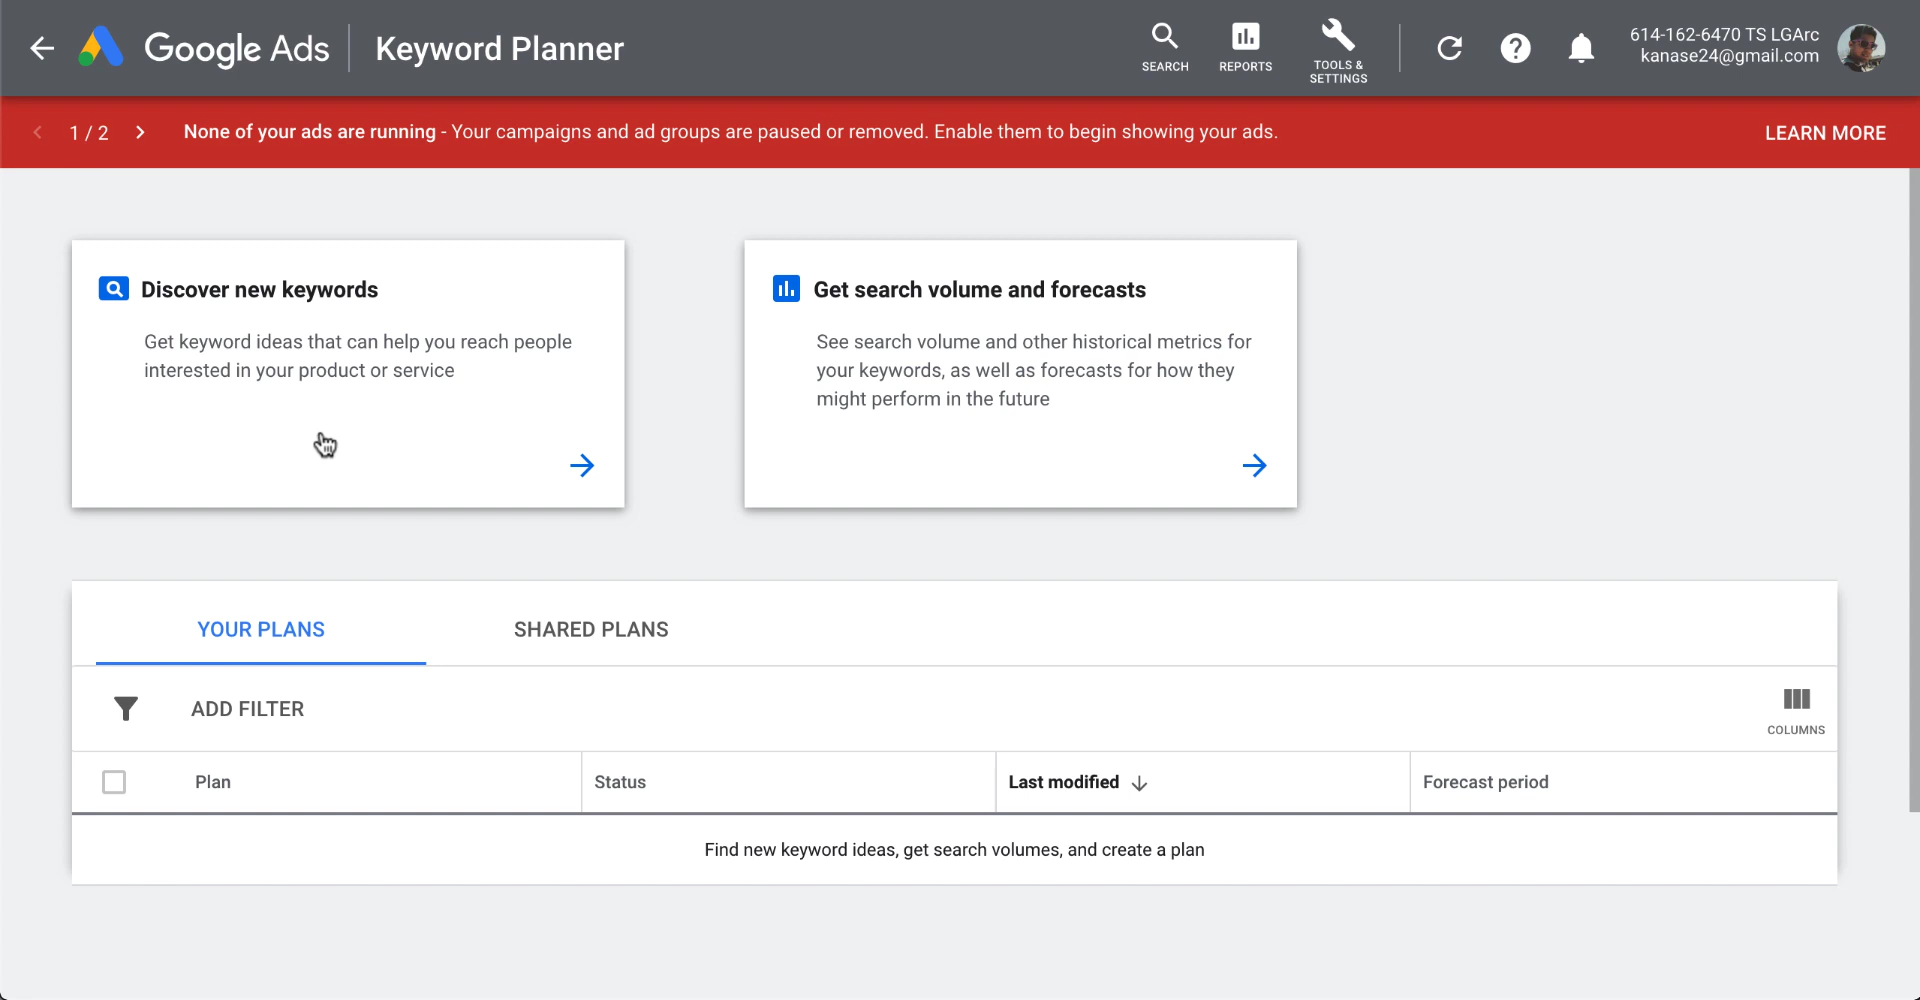 Google Ads
Keyword Planner
SEARCH
REPORTS
TOOLS &
SETTINGS
614-162-6470 TS LGArc
kanase24@gmail.com
1 / 2
None of your ads are running - Your campaigns and ad groups are paused or removed. Enable them to begin showing your ads.
LEARN MORE
Discover new keywords
Get keyword ideas that can help you reach people
interested in your product or service
Get search volume and forecasts
See search volume and other historical metrics for
your keywords, as well as forecasts for how they
might perform in the future
YOUR PLANS
SHARED PLANS
ADD FILTER
COLUMNS
Plan
Status
Last modified
Forecast period
Find new keyword ideas, get search volumes, and create a plan